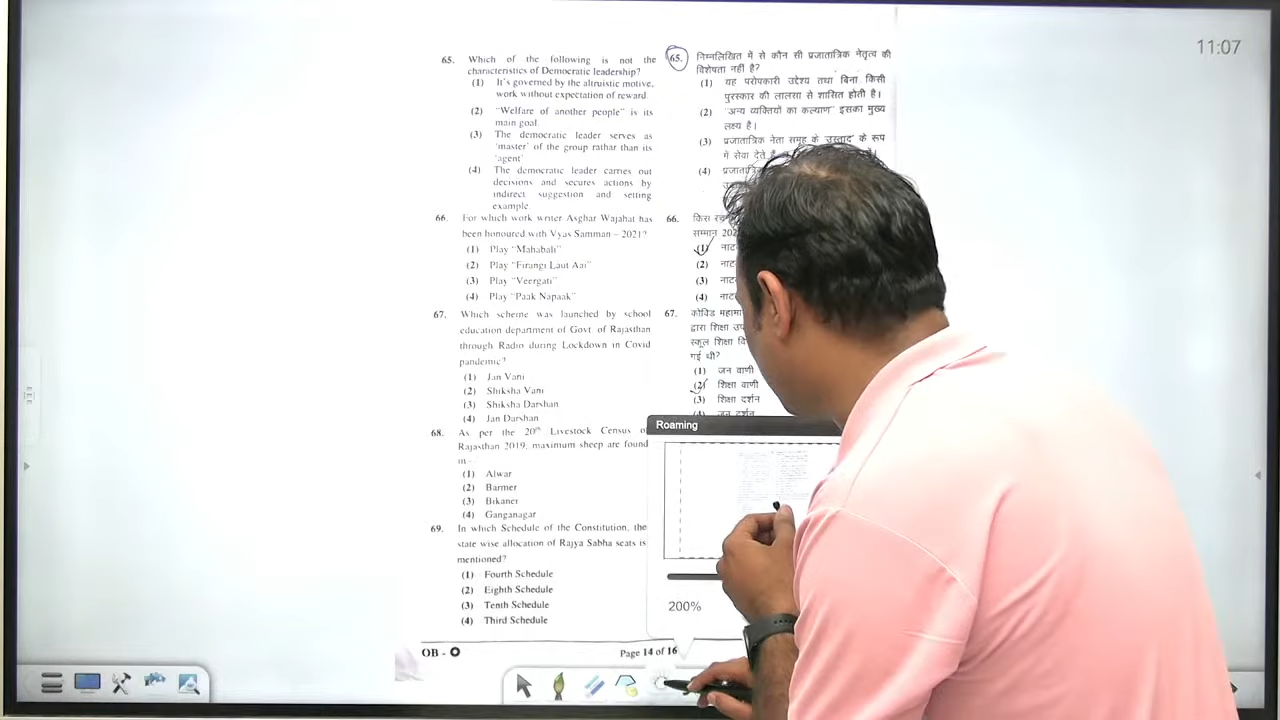 11:07
65. Which of the following is not the
characteristics of Democratic leadership?
(1) It's governed by the altruistic motive,
work without expectation of reward.
(2) "Welfare of another people" is its
main goal.
(3) The democratic leader serves as
'master' of the group rathar than its
'agent'
(4) The democratic leader carries out
decisions and secures actions by
indirect suggestion and setting
example.
66. For which work writer Asghar Wajahat has
been honoured with Vyas Samman – 2021?
(1) Play "Mahabali"
(2) Play "Firangi Laut Aai"
(3) Play "Veergati"
(4) Play "Paak Napaak"
67. Which scheme was launched by school
education department of Govt. of Rajasthan
through Radio during Lockdown in Covid
pandemic?
(1) Jan Vani
(2) Shiksha Vani
(3) Shiksha Darshan
(4) Jan Darshan
68. As per the 20th Livestock Census of
Rajasthan 2019, maximum sheep are found
in –
(1) Alwar
(2) Barmer
(3) Bikaner
(4) Ganganagar
69. In which Schedule of the Constitution, the
state wise allocation of Rajya Sabha seats is
mentioned?
(1) Fourth Schedule
(2) Eighth Schedule
(3) Tenth Schedule
(4) Third Schedule
65. निम्नलिखित में से कौन सी प्रजातांत्रिक नेतृत्व की
विशेषता नहीं है?
(1) यह परोपकारी उद्देश्य तथा बिना किसी
पुरस्कार की लालसा से शासित होती है।
(2) "अन्य व्यक्तियों का कल्याण" इसका मुख्य
लक्ष्य है।
(3) प्रजातांत्रिक नेता समूह के 'उस्ताद' के रूप
में सेवा देते
(4)
66. किस
सम्मान
(1)
(2)
(3)
(4)
67. कोविड
द्वारा शिक्षा
स्कूल शिक्षा
गई थी?
(1) जन वाणी
(2) शिक्षा वाणी
(3) शिक्षा दर्शन
(4) जन दर्शन
Roaming
200%
OB - Page 14 of 16